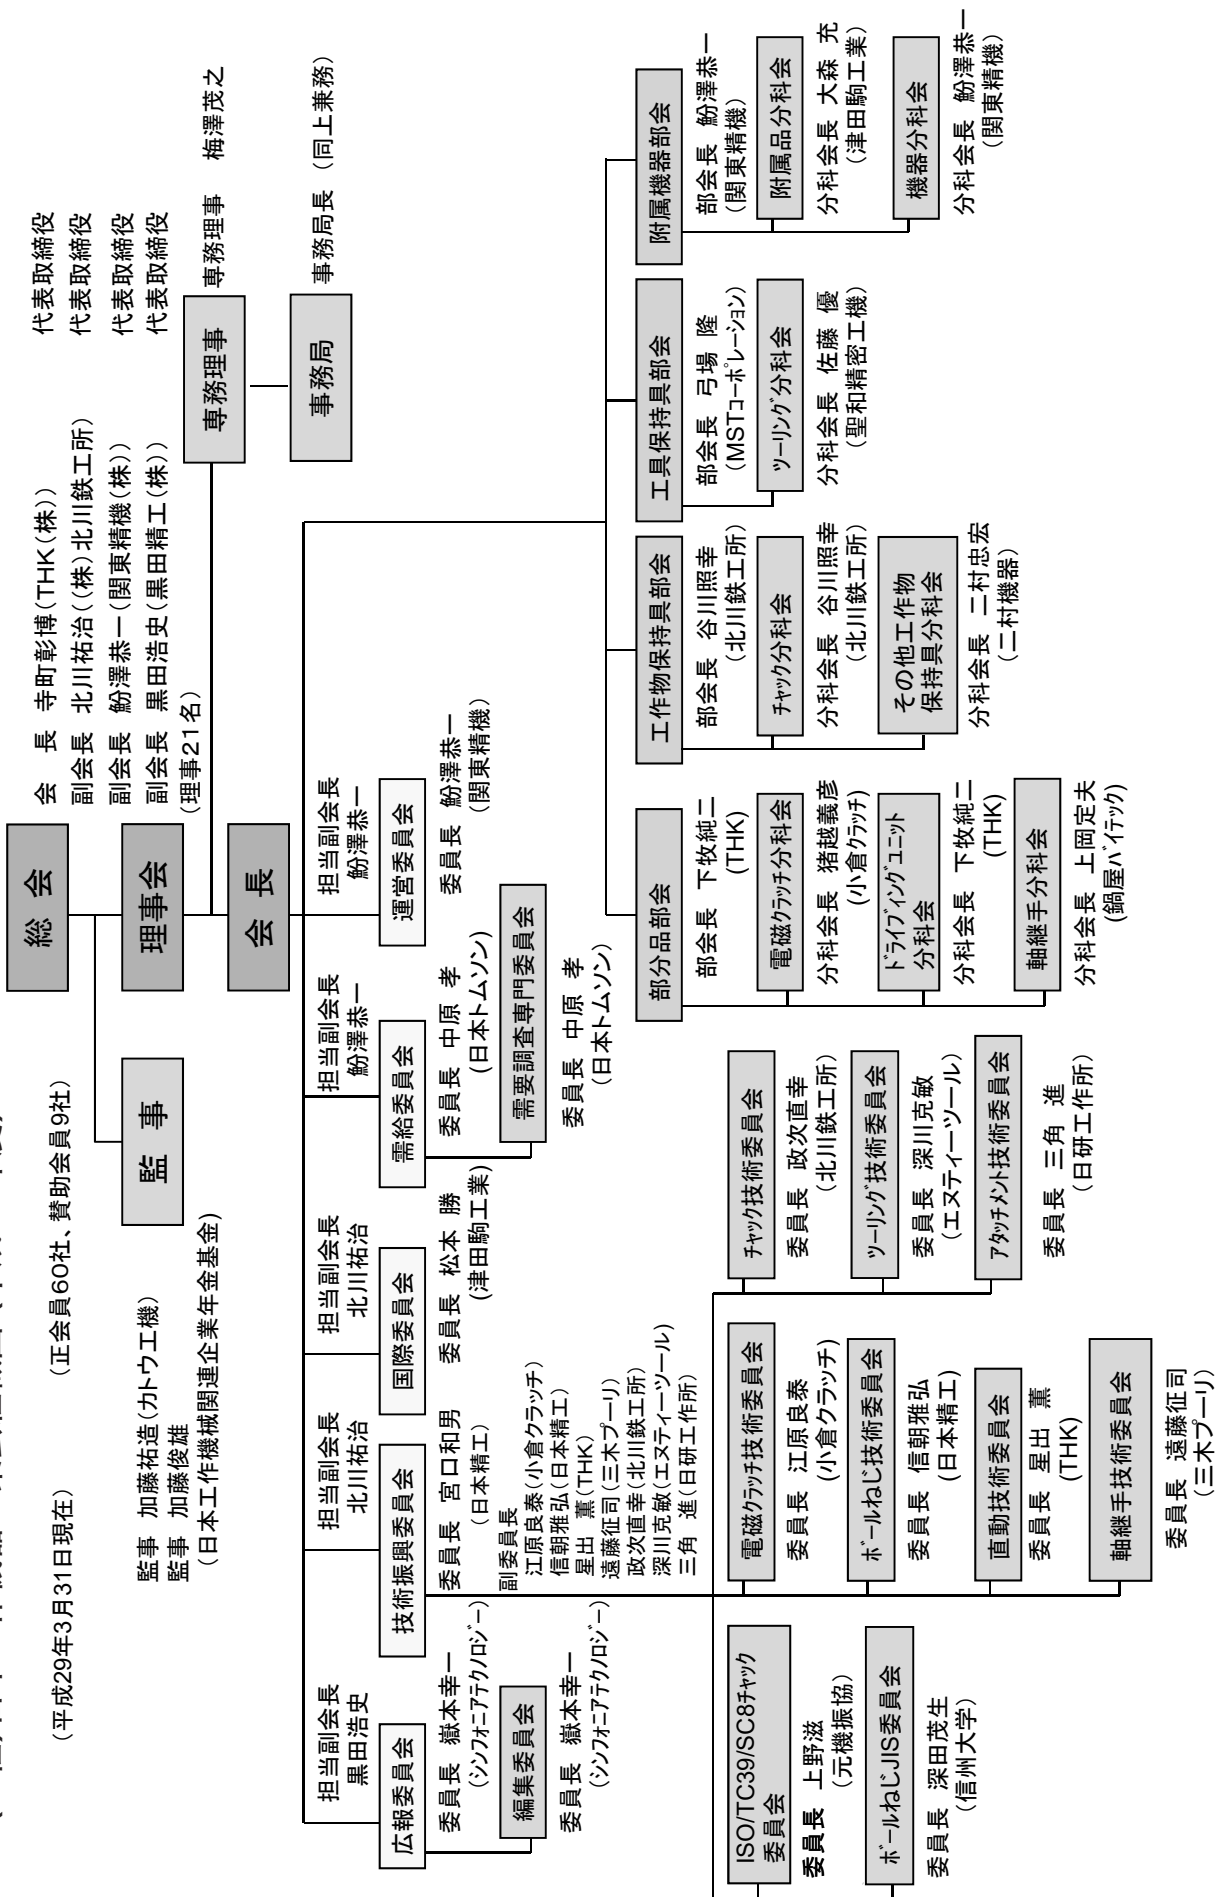 (平成29年3月31日現在)
(正会員60社、賛助会員9社)
総 会
会　長　寺町彰博(THK(株))　代表取締役
副会長　北川祐治((株)北川鉄工所)　代表取締役
副会長　鮒澤恭一(関東精機(株))　代表取締役
副会長　黒田浩史(黒田精工(株))　代表取締役
(理事21名)
監 事
監事　加藤祐造(カトウ工機)
監事　加藤俊雄
(日本工作機械関連企業年金基金)
理事会
専務理事
専務理事　梅澤茂之
事務局
事務局長(同上兼務)
会 長
担当副会長
黒田浩史
広報委員会
委員長　嶽本幸一
(シンフォニアテクノロジー)
編集委員会
委員長　嶽本幸一
(シンフォニアテクノロジー)
担当副会長
北川祐治
技術振興委員会
委員長　宮口和男
(日本精工)
副委員長
江原良泰(小倉クラッチ)
信朝雅弘(日本精工)
星出　薫(THK)
遠藤征司(三木プーリ)
政次直幸(北川鉄工所)
深川克敏(エヌティーツール)
三角　進(日研工作所)
担当副会長
北川祐治
国際委員会
委員長　松本　勝
(津田駒工業)
担当副会長
鮒澤恭一
需給委員会
委員長　中原　孝
(日本トムソン)
需要調査専門委員会
委員長　中原　孝
(日本トムソン)
担当副会長
鮒澤恭一
運営委員会
委員長　鮒澤恭一
(関東精機)
部分品部会
部会長　下牧純二
(THK)
電磁クラッチ分科会
分科会長　猪越義彦
(小倉クラッチ)
ドライブィングユニット
分科会
分科会長　下牧純二
(THK)
軸継手分科会
分科会長　上岡定夫
(鍋屋バイテック)
工作物保持具部会
部会長　谷川照幸
(北川鉄工所)
チャック分科会
分科会長　谷川照幸
(北川鉄工所)
その他工作物
保持具分科会
分科会長　二村忠宏
(二村機器)
工具保持具部会
部会長　弓場　隆
(MSTコーポレーション)
ツーリング分科会
分科会長　佐藤　優
(聖和精密工機)
附属機器部会
部会長　鮒澤恭一
(関東精機)
附属品分科会
分科会長　大森　充
(津田駒工業)
機器分科会
分科会長　鮒澤恭一
(関東精機)
ISO/TC39/SC8チャック
委員会
委員長　上野滋
(元機振協)
ボールねじJIS委員会
委員長　深田茂生
(信州大学)
電磁クラッチ技術委員会
委員長　江原良泰
(小倉クラッチ)
ボールねじ技術委員会
委員長　信朝雅弘
(日本精工)
直動技術委員会
委員長　星出　薫
(THK)
軸継手技術委員会
委員長　遠藤征司
(三木プーリ)
チャック技術委員会
委員長　政次直幸
(北川鉄工所)
ツーリング技術委員会
委員長　深川克敏
(エヌティーツール)
アタッチメント技術委員会
委員長　三角　進
(日研工作所)